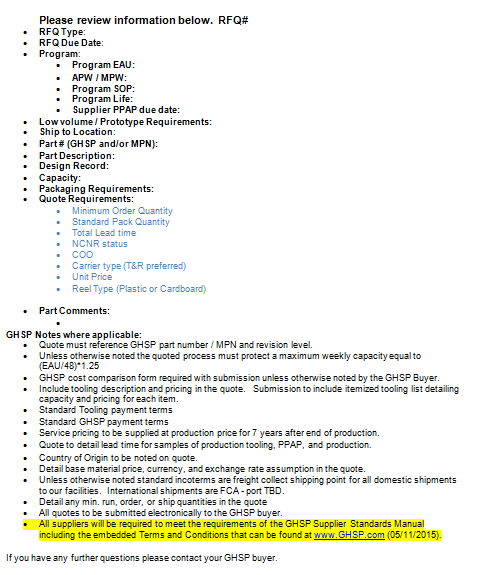 Please review information below.  RFQ#
• RFQ Type:
• RFQ Due Date:
• Program:
• Program EAU:
• APW / MPW:
• Program SOP:
• Program Life:
• Supplier PPAP due date:
• Low volume / Prototype Requirements:
• Ship to Location:
• Part # (GHSP and/or MPN):
• Part Description:
• Design Record:
• Capacity:
• Packaging Requirements:
• Quote Requirements:
• Minimum Order Quantity
• Standard Pack Quantity
• Total Lead time
• NCNR status
• COO
• Carrier type (T&R preferred)
• Unit Price
• Reel Type (Plastic or Cardboard)
• Part Comments:
•
GHSP Notes where applicable:
• Quote must reference GHSP part number / MPN and revision level.
• Unless otherwise noted the quoted process must protect a maximum weekly capacity equal to
(EAU/48)*1.25
• GHSP cost comparison form required with submission unless otherwise noted by the GHSP Buyer.
• Include tooling description and pricing in the quote.   Submission to include itemized tooling list detailing
capacity and pricing for each item.
• Standard Tooling payment terms
• Standard GHSP payment terms
• Service pricing to be supplied at production price for 7 years after end of production.
• Quote to detail lead time for samples of production tooling, PPAP, and production.
• Country of Origin to be noted on quote.
• Detail base material price, currency, and exchange rate assumption in the quote.
• Unless otherwise noted standard incoterms are freight collect shipping point for all domestic shipments
to our facilities.  International shipments are FCA - port TBD.
• Detail any min. run, order, or ship quantities in the quote
• All quotes to be submitted electronically to the GHSP buyer.
• All suppliers will be required to meet the requirements of the GHSP Supplier Standards Manual
including the embedded Terms and Conditions that can be found at www.GHSP.com (05/11/2015).
If you have any further questions please contact your GHSP buyer.